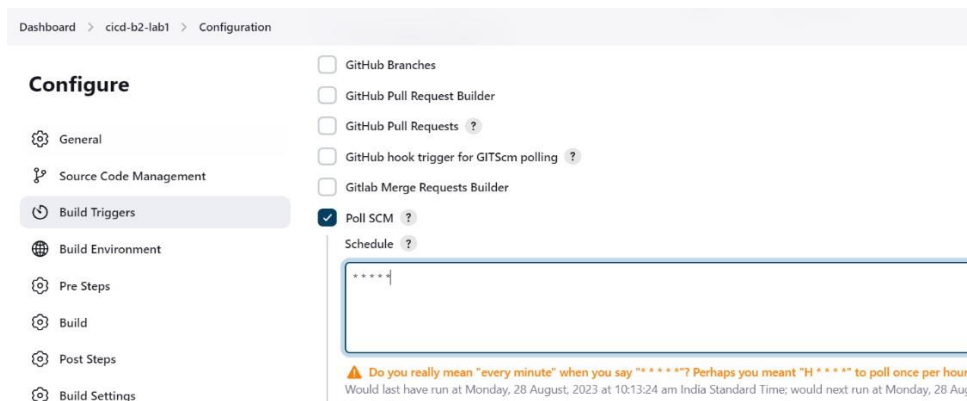 Dashboard > cicd-b2-lab1 > Configuration
Configure
General
Source Code Management
Build Triggers
Build Environment
Pre Steps
Build
Post Steps
Build Settings
GitHub Branches
GitHub Pull Request Builder
GitHub Pull Requests ?
GitHub hook trigger for GITScm polling ?
Gitlab Merge Requests Builder
Poll SCM ?
Schedule ?
* * * * *
Do you really mean "every minute" when you say "* * * * *"? Perhaps you meant "H * * * *" to poll once per hour
Would last have run at Monday, 28 August, 2023 at 10:13:24 am India Standard Time; would next run at Monday, 28